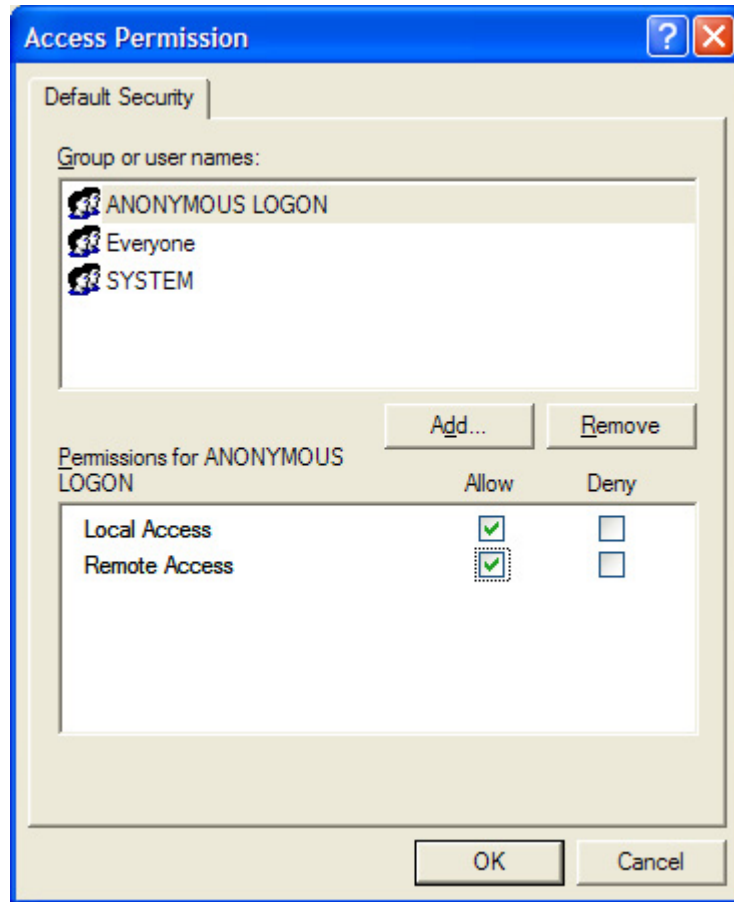 Access Permission
Default Security
Group or user names:
ANONYMOUS LOGON
Everyone
SYSTEM
Add...
Remove
Permissions for ANONYMOUS
LOGON
Allow
Deny
Local Access
Remote Access
OK
Cancel